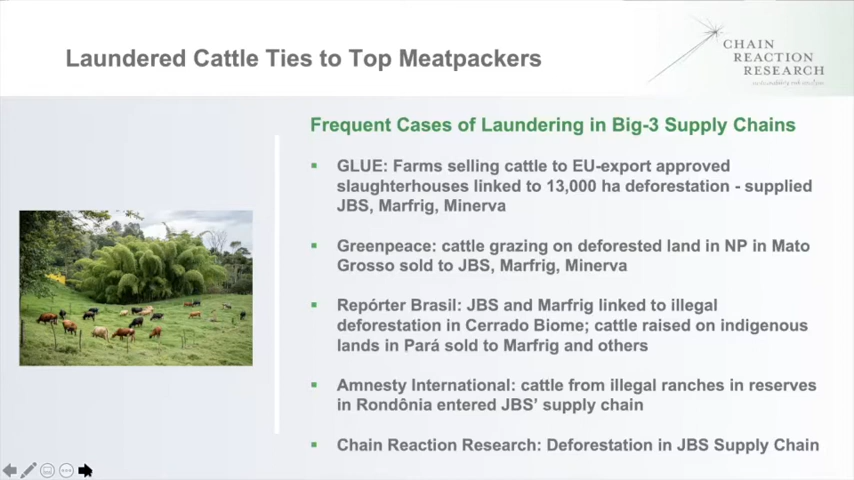 Laundered Cattle Ties to Top Meatpackers
CHAIN
REACTION
RESEARCH
sustainability risk analysis
Frequent Cases of Laundering in Big-3 Supply Chains
▪ GLUE: Farms selling cattle to EU-export approved
slaughterhouses linked to 13,000 ha deforestation - supplied
JBS, Marfrig, Minerva
▪ Greenpeace: cattle grazing on deforested land in NP in Mato
Grosso sold to JBS, Marfrig, Minerva
▪ Repórter Brasil: JBS and Marfrig linked to illegal
deforestation in Cerrado Biome; cattle raised on indigenous
lands in Pará sold to Marfrig and others
▪ Amnesty International: cattle from illegal ranches in reserves
in Rondônia entered JBS’ supply chain
▪ Chain Reaction Research: Deforestation in JBS Supply Chain